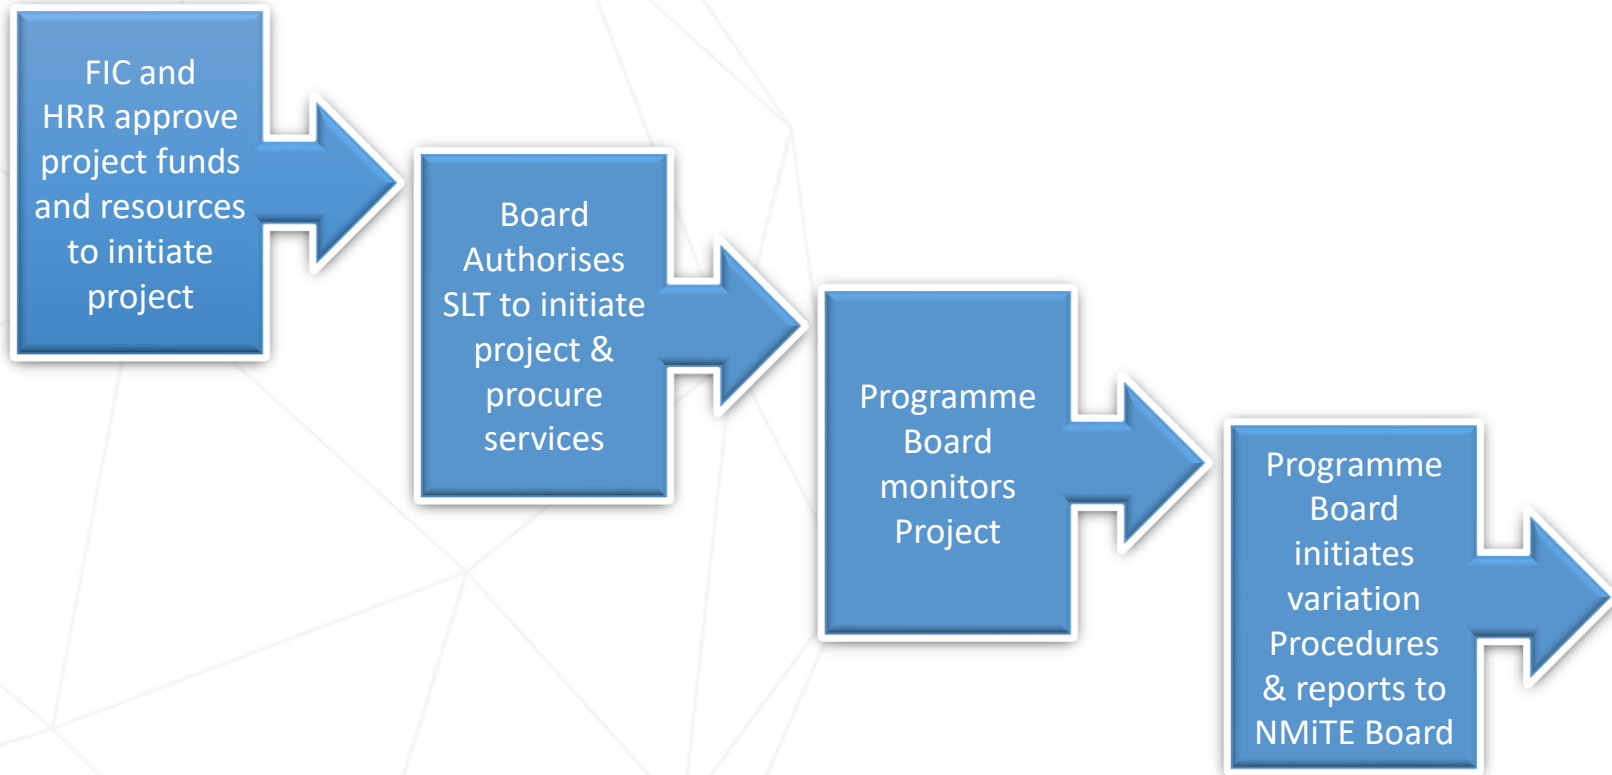 FIC and
HRR approve
project funds
and resources
to initiate
project
Board
Authorises
SLT to initiate
project &
procure
services
Programme
Board
monitors
Project
Programme
Board
initiates
variation
Procedures
& reports to
NMiTE Board